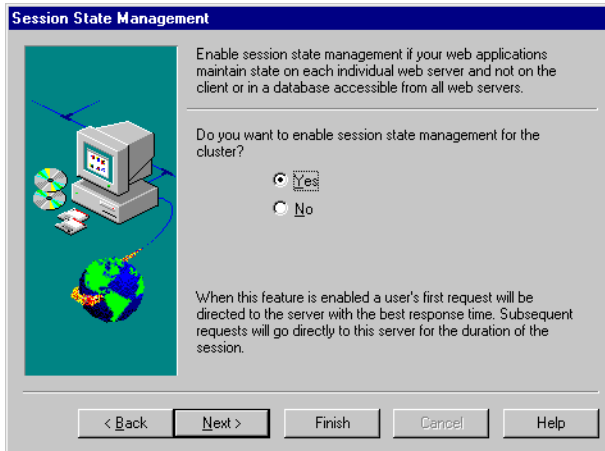 Session State Management
Enable session state management if your web applications
maintain state on each individual web server and not on the
client or in a database accessible from all web servers.
Do you want to enable session state management for the
cluster?
Yes
No
When this feature is enabled a user's first request will be
directed to the server with the best response time. Subsequent
requests will go directly to this server for the duration of the
session.
< Back Next > Finish Cancel Help